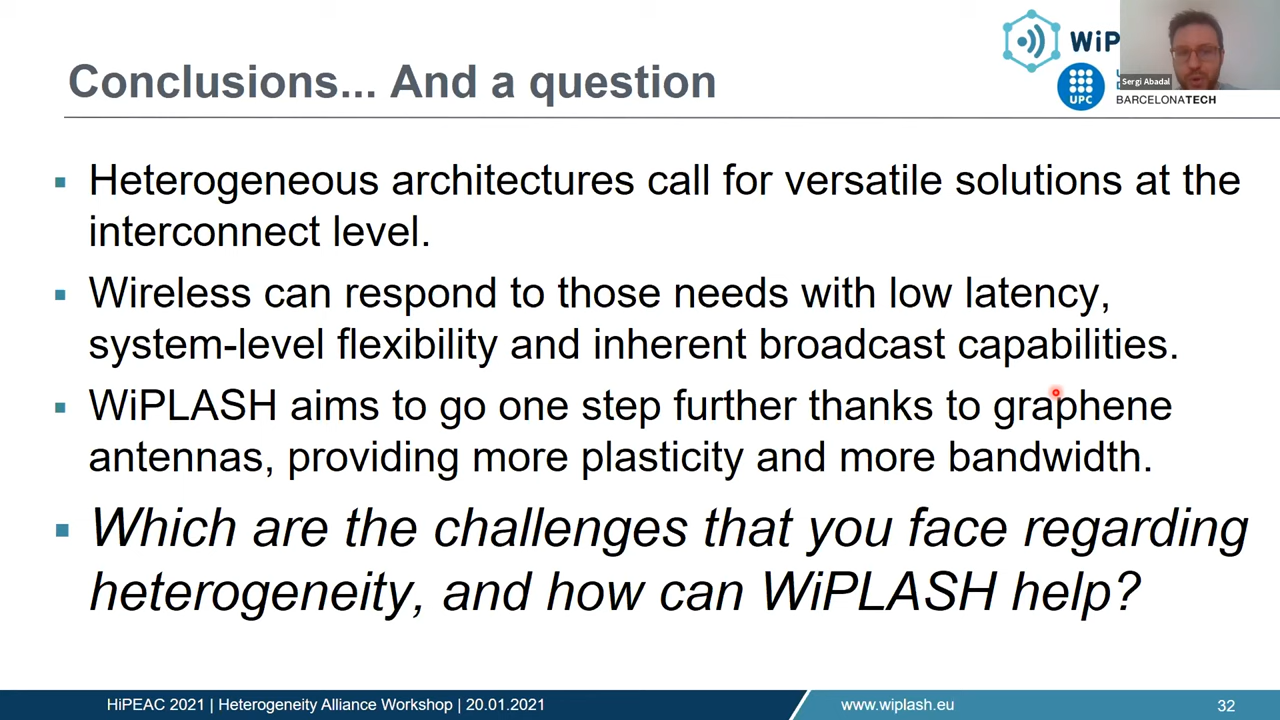 WiP
Sergi Abadal
UPC
BARCELONATECH
Conclusions... And a question
▪ Heterogeneous architectures call for versatile solutions at the
interconnect level.
▪ Wireless can respond to those needs with low latency,
system-level flexibility and inherent broadcast capabilities.
▪ WiPLASH aims to go one step further thanks to graphene
antennas, providing more plasticity and more bandwidth.
▪ Which are the challenges that you face regarding
heterogeneity, and how can WiPLASH help?
HiPEAC 2021 | Heterogeneity Alliance Workshop | 20.01.2021
www.wiplash.eu
32